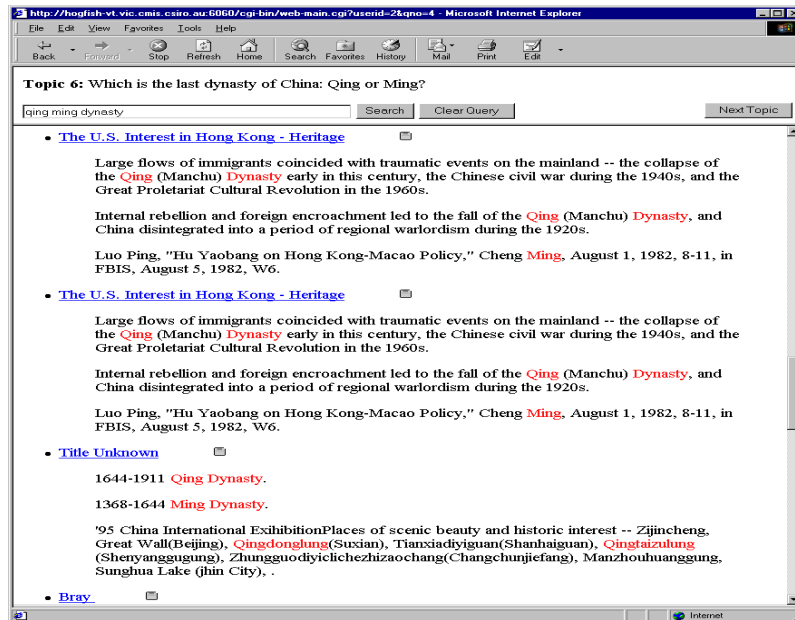 http://hogfish-vt.vic.cmis.csiro.au:6060/cgi-bin/web-main.cgi?userid=2&qno=4 - Microsoft Internet Explorer
File Edit View Favorites Tools Help
Back Forward Stop Refresh Home Search Favorites History Mail Print Edit
Topic 6: Which is the last dynasty of China: Qing or Ming?
qing ming dynasty Search Clear Query Next Topic
The U.S. Interest in Hong Kong - Heritage
Large flows of immigrants coincided with traumatic events on the mainland -- the collapse of
the Qing (Manchu) Dynasty early in this century, the Chinese civil war during the 1940s, and the
Great Proletariat Cultural Revolution in the 1960s.
Internal rebellion and foreign encroachment led to the fall of the Qing (Manchu) Dynasty, and
China disintegrated into a period of regional warlordism during the 1920s.
Luo Ping, "Hu Yaobang on Hong Kong-Macao Policy," Cheng Ming, August 1, 1982, 8-11, in
FBIS, August 5, 1982, W6.
The U.S. Interest in Hong Kong - Heritage
Large flows of immigrants coincided with traumatic events on the mainland -- the collapse of
the Qing (Manchu) Dynasty early in this century, the Chinese civil war during the 1940s, and the
Great Proletariat Cultural Revolution in the 1960s.
Internal rebellion and foreign encroachment led to the fall of the Qing (Manchu) Dynasty, and
China disintegrated into a period of regional warlordism during the 1920s.
Luo Ping, "Hu Yaobang on Hong Kong-Macao Policy," Cheng Ming, August 1, 1982, 8-11, in
FBIS, August 5, 1982, W6.
Title Unknown
1644-1911 Qing Dynasty.
1368-1644 Ming Dynasty.
'95 China International ExihibitionPlaces of scenic beauty and historic interest -- Zijincheng,
Great Wall(Beijing), Qingdonglung(Suxian), Tianxiadiyiguan(Shanhaiguan), Qingtaizulung
(Shenyanggugung), Zhungguodiyiclichezhizaochang(Changchunjiefang), Manzhouhuanggung,
Sunghua Lake (jhin City), .
Bray
Internet